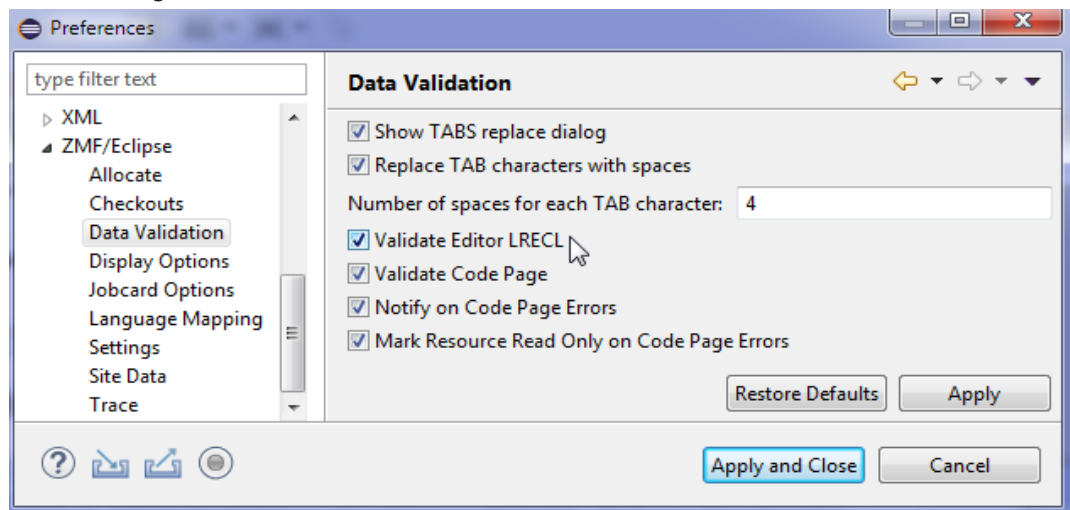 Preferences
type filter text
XML
ZMF/Eclipse
Allocate
Checkouts
Data Validation
Display Options
Jobcard Options
Language Mapping
Settings
Site Data
Trace
Data Validation
Show TABS replace dialog
Replace TAB characters with spaces
Number of spaces for each TAB character: 4
Validate Editor LRECL
Validate Code Page
Notify on Code Page Errors
Mark Resource Read Only on Code Page Errors
Restore Defaults Apply
? Apply and Close Cancel